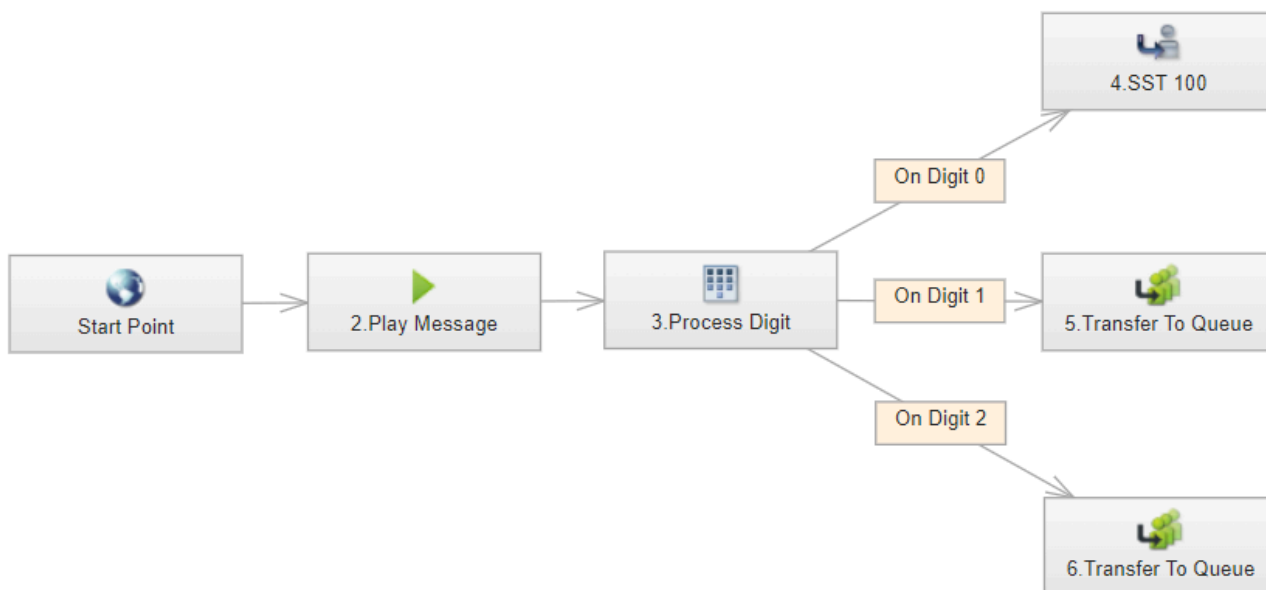 4.SST 100
On Digit 0
Start Point
2.Play Message
3.Process Digit
On Digit 1
5.Transfer To Queue
On Digit 2
6.Transfer To Queue